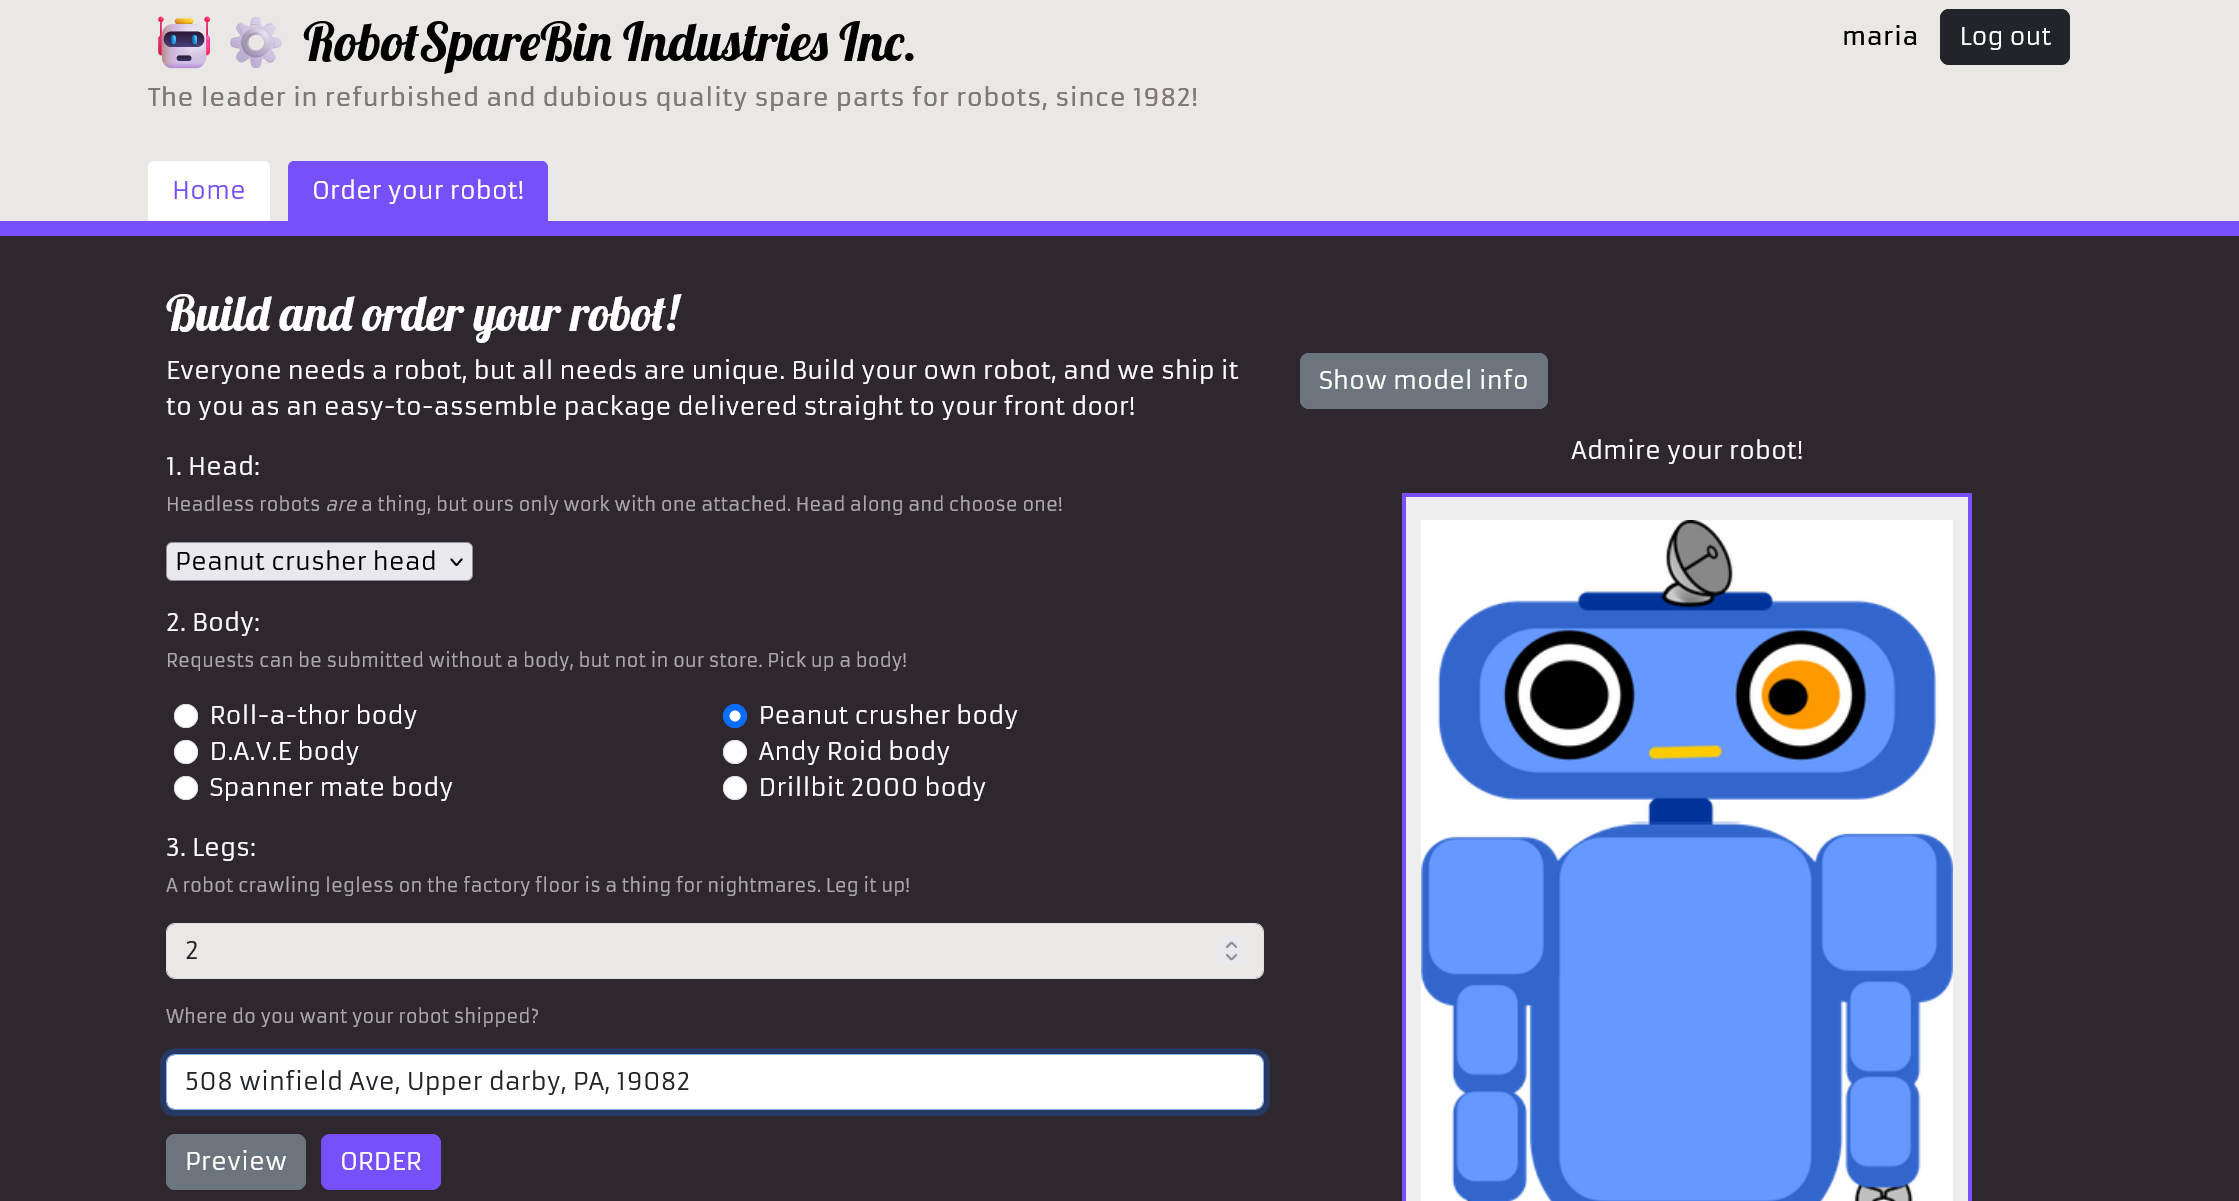 RobotSpareBin Industries Inc.
maria
Log out
The leader in refurbished and dubious quality spare parts for robots, since 1982!
Home
Order your robot!
Build and order your robot!
Everyone needs a robot, but all needs are unique. Build your own robot, and we ship it
to you as an easy-to-assemble package delivered straight to your front door!
1. Head:
Headless robots are a thing, but ours only work with one attached. Head along and choose one!
Peanut crusher head
2. Body:
Requests can be submitted without a body, but not in our store. Pick up a body!
Roll-a-thor body
Peanut crusher body
D.A.V.E body
Andy Roid body
Spanner mate body
Drillbit 2000 body
3. Legs:
A robot crawling legless on the factory floor is a thing for nightmares. Leg it up!
2
Where do you want your robot shipped?
508 winfield Ave, Upper darby, PA, 19082
Preview
ORDER
Show model info
Admire your robot!